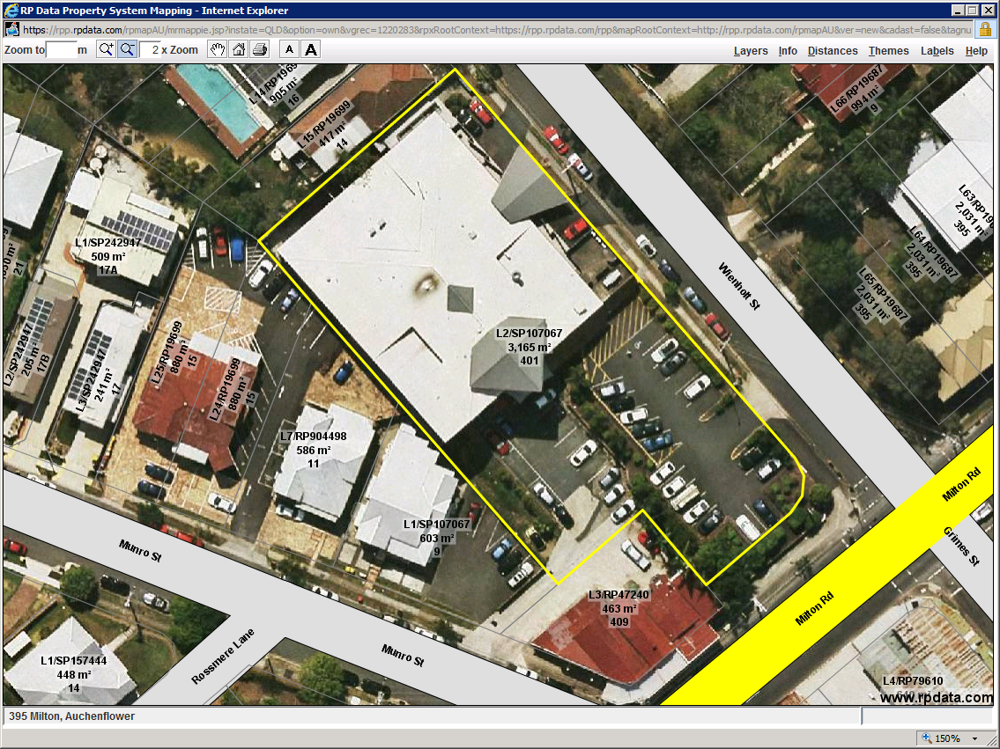 RP Data Property System Mapping - Internet Explorer
https://rpp.rpdata.com/rpmapAU/mrmappie.jsp?instate=QLD&option=own&vgrec=1220283&rpxRootContext=https://rpp.rpdata.com/rpp&mapRootContext=http://rpp.rpdata.com/rpmapAU&ver=new&cadast=false&tagnu
Zoom to m 2 x Zoom A A Layers Info Distances Themes Labels Help
L14/RP1969
905 m²
16
L15/RP19699
417 m²
14
L66/RP19687
994 m²
9
L63/RP196
2,031 m²
395
L64/RP19687
2,031 m²
395
L65/RP19687
2,031 m²
395
L1/SP242947
509 m²
17A
21
L2/SP242947
205 m²
17B
L3/SP242947
241 m²
17
L25/RP19699
880 m²
15
L24/RP19699
880 m²
15
L7/RP904498
586 m²
11
L2/SP107067
3,165 m²
401
L1/SP107067
603 m²
9
L3/RP47240
463 m²
409
L1/SP157444
448 m²
14
L4/RP79610
Wienholt St
Milton Rd
Grimes St
Milton Rd
Munro St
Munro St
Rossmere Lane
www.rpdata.com
395 Milton, Auchenflower
150%